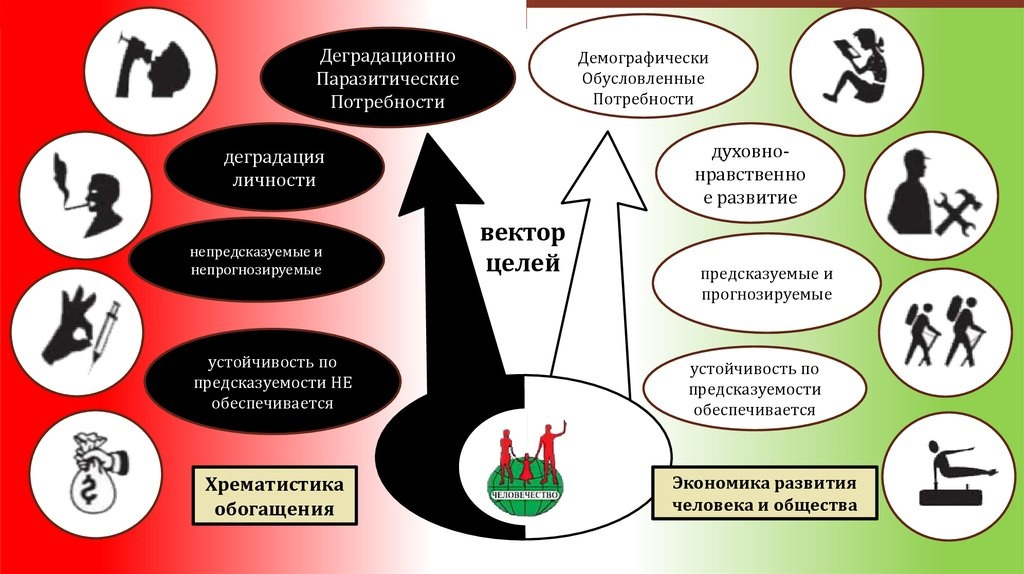 Деградационно
Паразитические
Потребности
Демографически
Обусловленные
Потребности
деградация
личности
духовно-
нравственно
е развитие
вектор
целей
непредсказуемые и
непрогнозируемые
предсказуемые и
прогнозируемые
устойчивость по
предсказуемости НЕ
обеспечивается
устойчивость по
предсказуемости
обеспечивается
Хрематистика
обогащения
ЧЕЛОВЕЧЕСТВО
Экономика развития
человека и общества